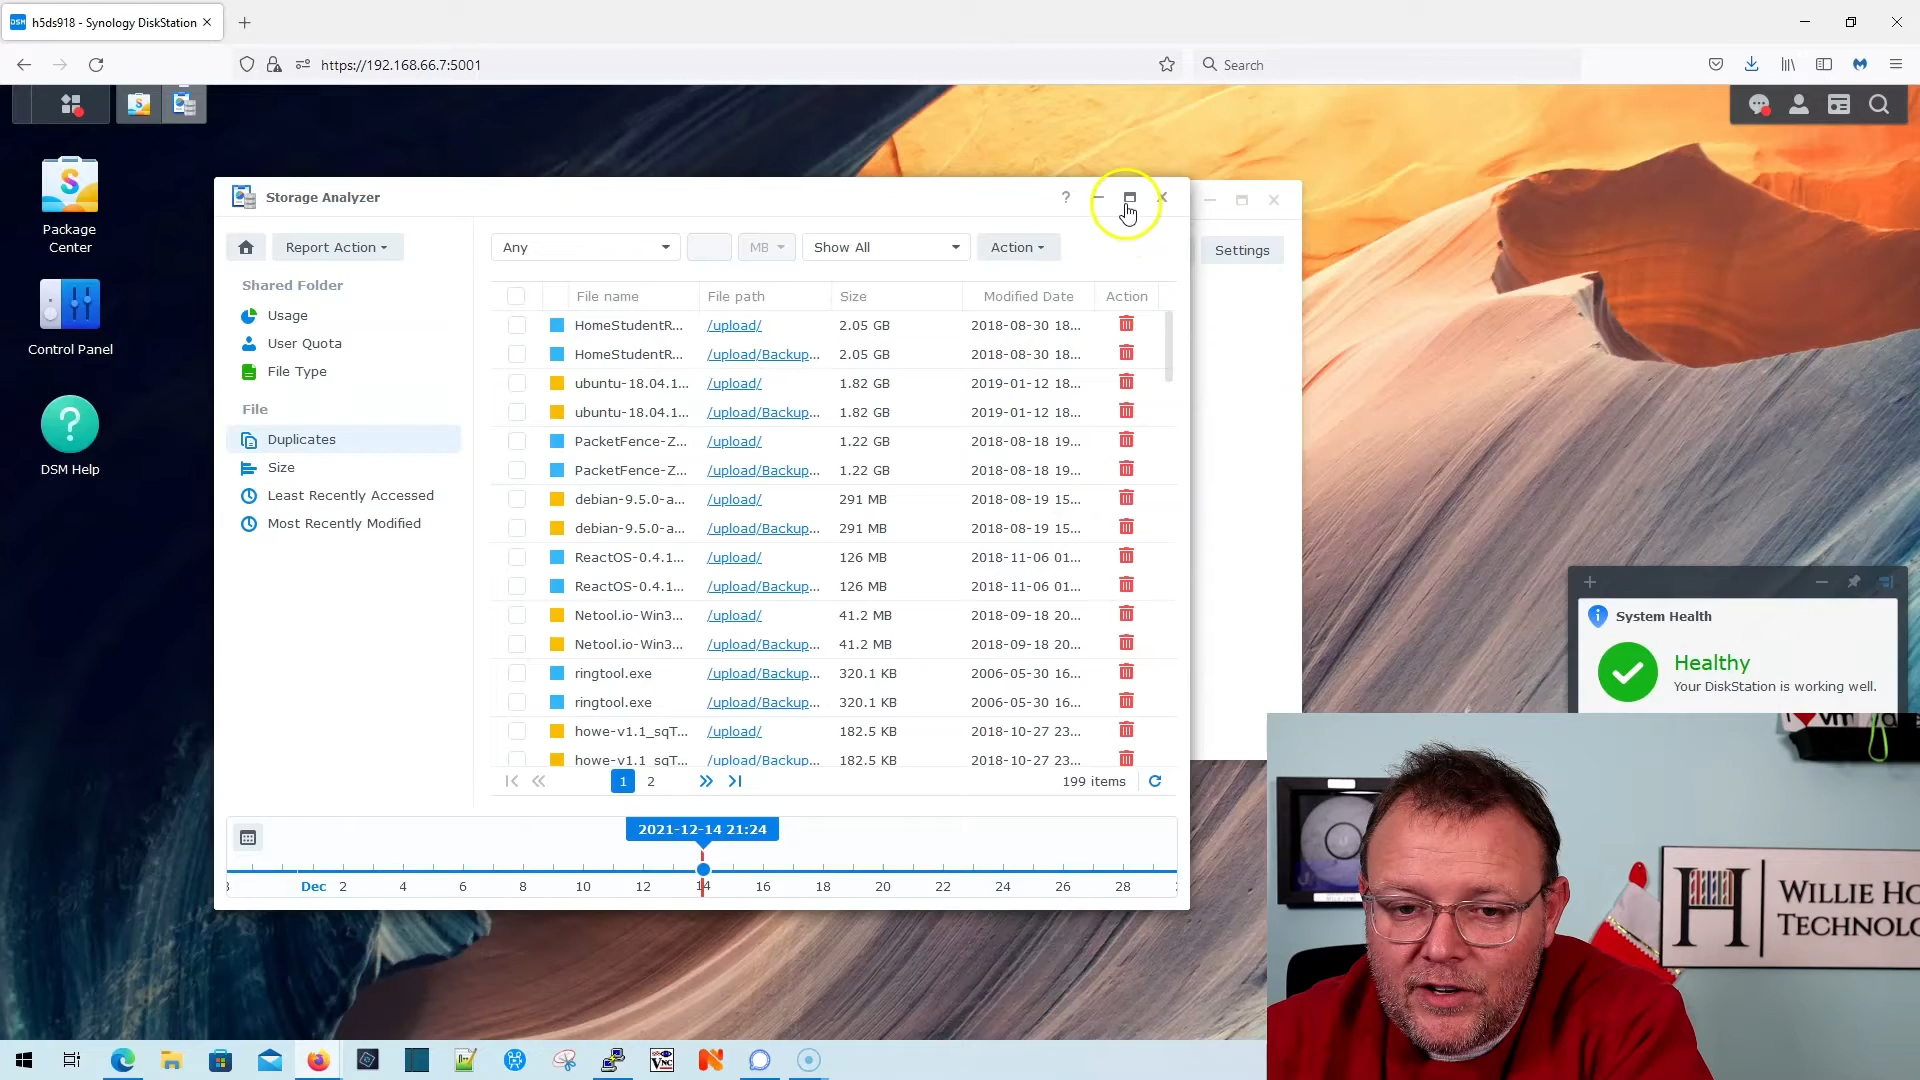 h5ds918 - Synology DiskStation
https://192.168.66.7:5001
Search
Package
Center
Control Panel
DSM Help
Storage Analyzer
?
Report Action
Any
MB
Show All
Action
Settings
Shared Folder
Usage
User Quota
File Type
File
Duplicates
Size
Least Recently Accessed
Most Recently Modified
File name File path Size Modified Date Action
HomeStudentR... /upload/ 2.05 GB 2018-08-30 18...
HomeStudentR... /upload/Backup... 2.05 GB 2018-08-30 18...
ubuntu-18.04.1... /upload/ 1.82 GB 2019-01-12 18...
ubuntu-18.04.1... /upload/Backup... 1.82 GB 2019-01-12 18...
PacketFence-Z... /upload/ 1.22 GB 2018-08-18 19...
PacketFence-Z... /upload/Backup... 1.22 GB 2018-08-18 19...
debian-9.5.0-a... /upload/ 291 MB 2018-08-19 15...
debian-9.5.0-a... /upload/Backup... 291 MB 2018-08-19 15...
ReactOS-0.4.1... /upload/ 126 MB 2018-11-06 01...
ReactOS-0.4.1... /upload/Backup... 126 MB 2018-11-06 01...
Netool.io-Win3... /upload/ 41.2 MB 2018-09-18 20...
Netool.io-Win3... /upload/Backup... 41.2 MB 2018-09-18 20...
ringtool.exe /upload/Backup... 320.1 KB 2006-05-30 16...
ringtool.exe /upload/Backup... 320.1 KB 2006-05-30 16...
howe-v1.1_sqT... /upload/ 182.5 KB 2018-10-27 23...
howe-v1.1_sqT... /upload/Backup... 182.5 KB 2018-10-27 23...
1 2 199 items
2021-12-14 21:24
Dec 2 4 6 8 10 12 14 16 18 20 22 24 26 28
System Health
Healthy
Your DiskStation is working well.
I vm
H WILLIE HO
TECHNOLO